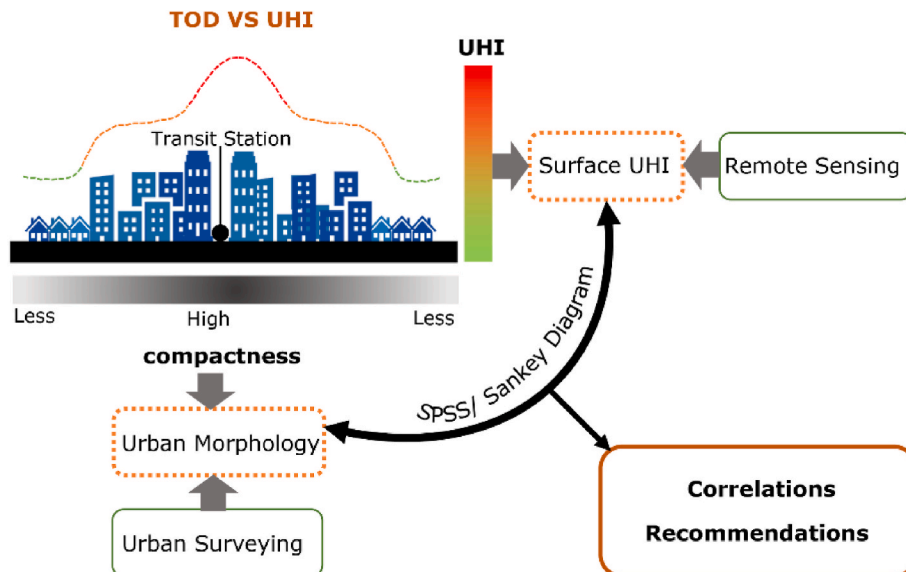 TOD VS UHI
UHI
Transit Station
Surface UHI
Remote Sensing
Less
High
Less
compactness
SPSS/ Sankey Diagram
Urban Morphology
Urban Surveying
Correlations
Recommendations